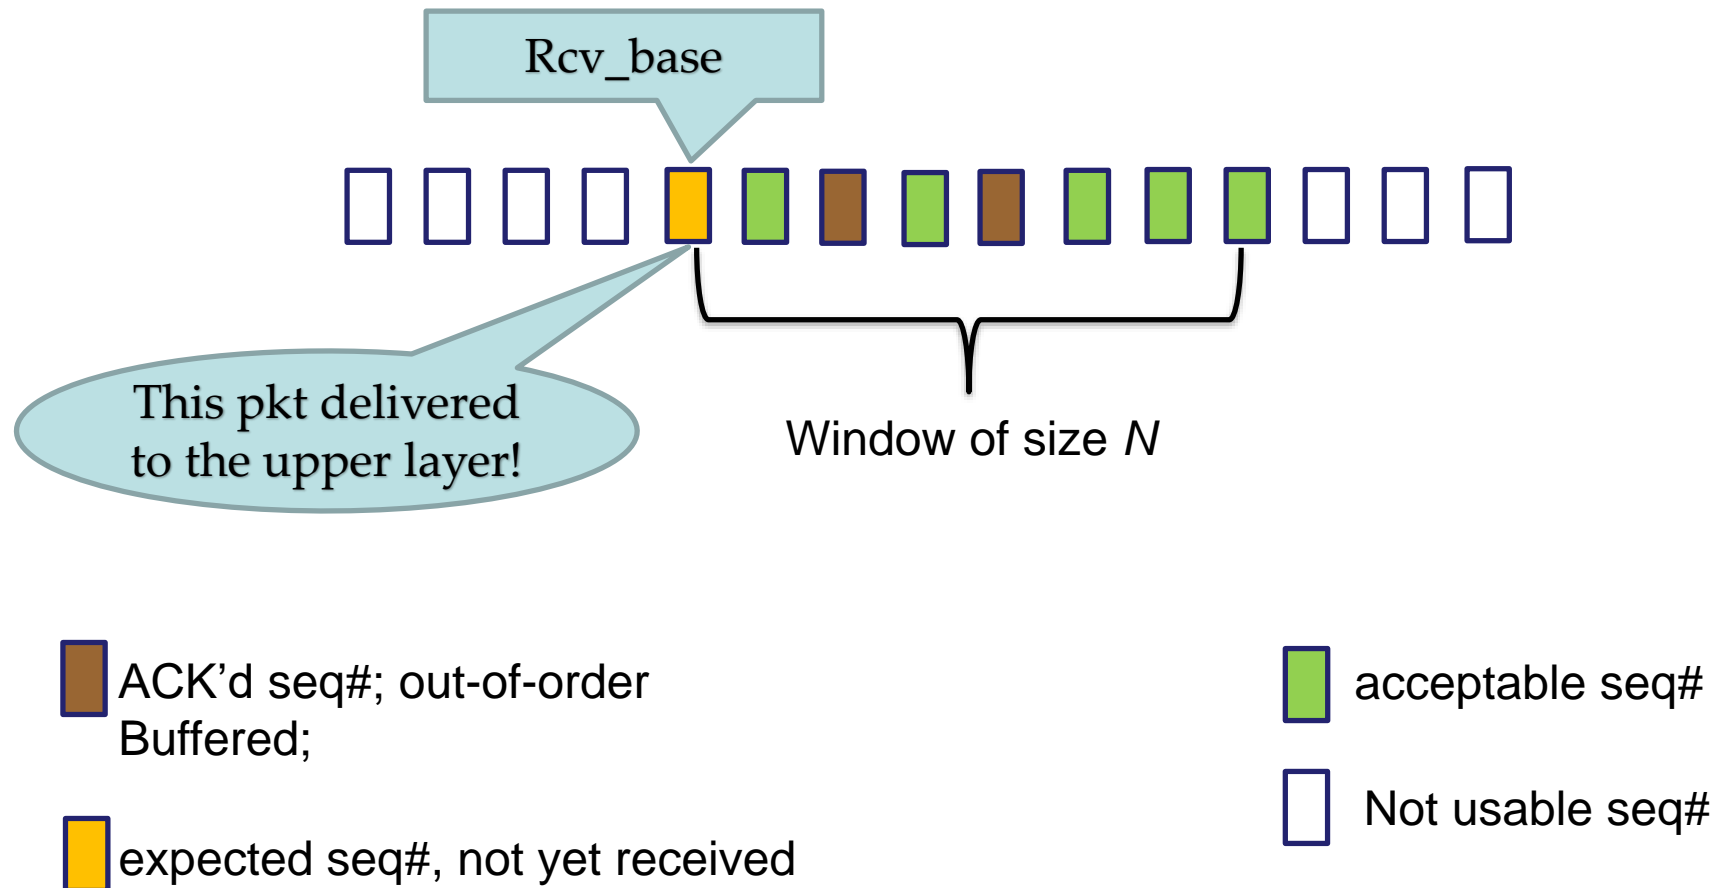 Rcv_base
This pkt delivered
to the upper layer!
Window of size N
ACK’d seq#; out-of-order
Buffered;
expected seq#, not yet received
acceptable seq#
Not usable seq#